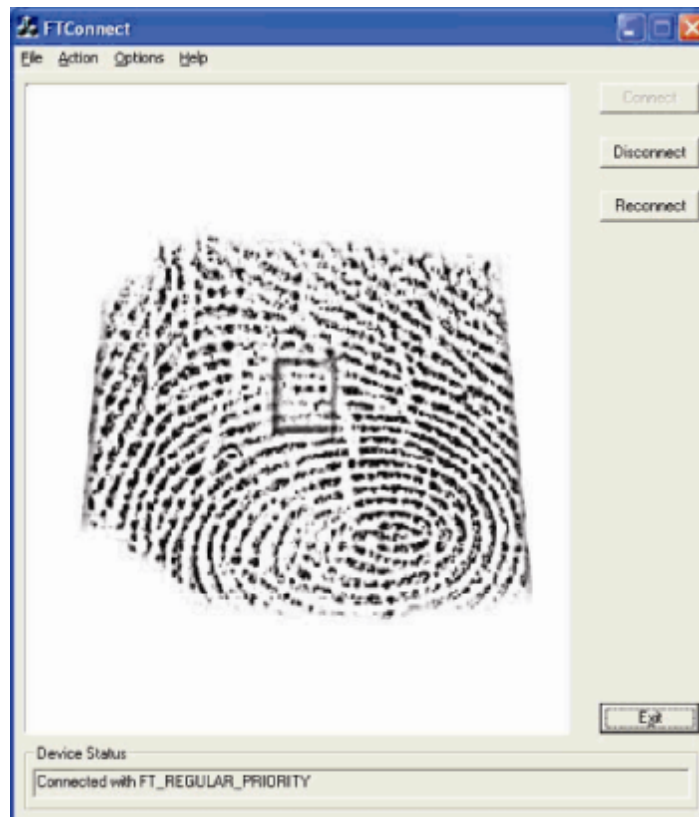 FTConnect
File Action Options Help
Connect
Disconnect
Reconnect
Exit
Device Status
Connected with FT_REGULAR_PRIORITY